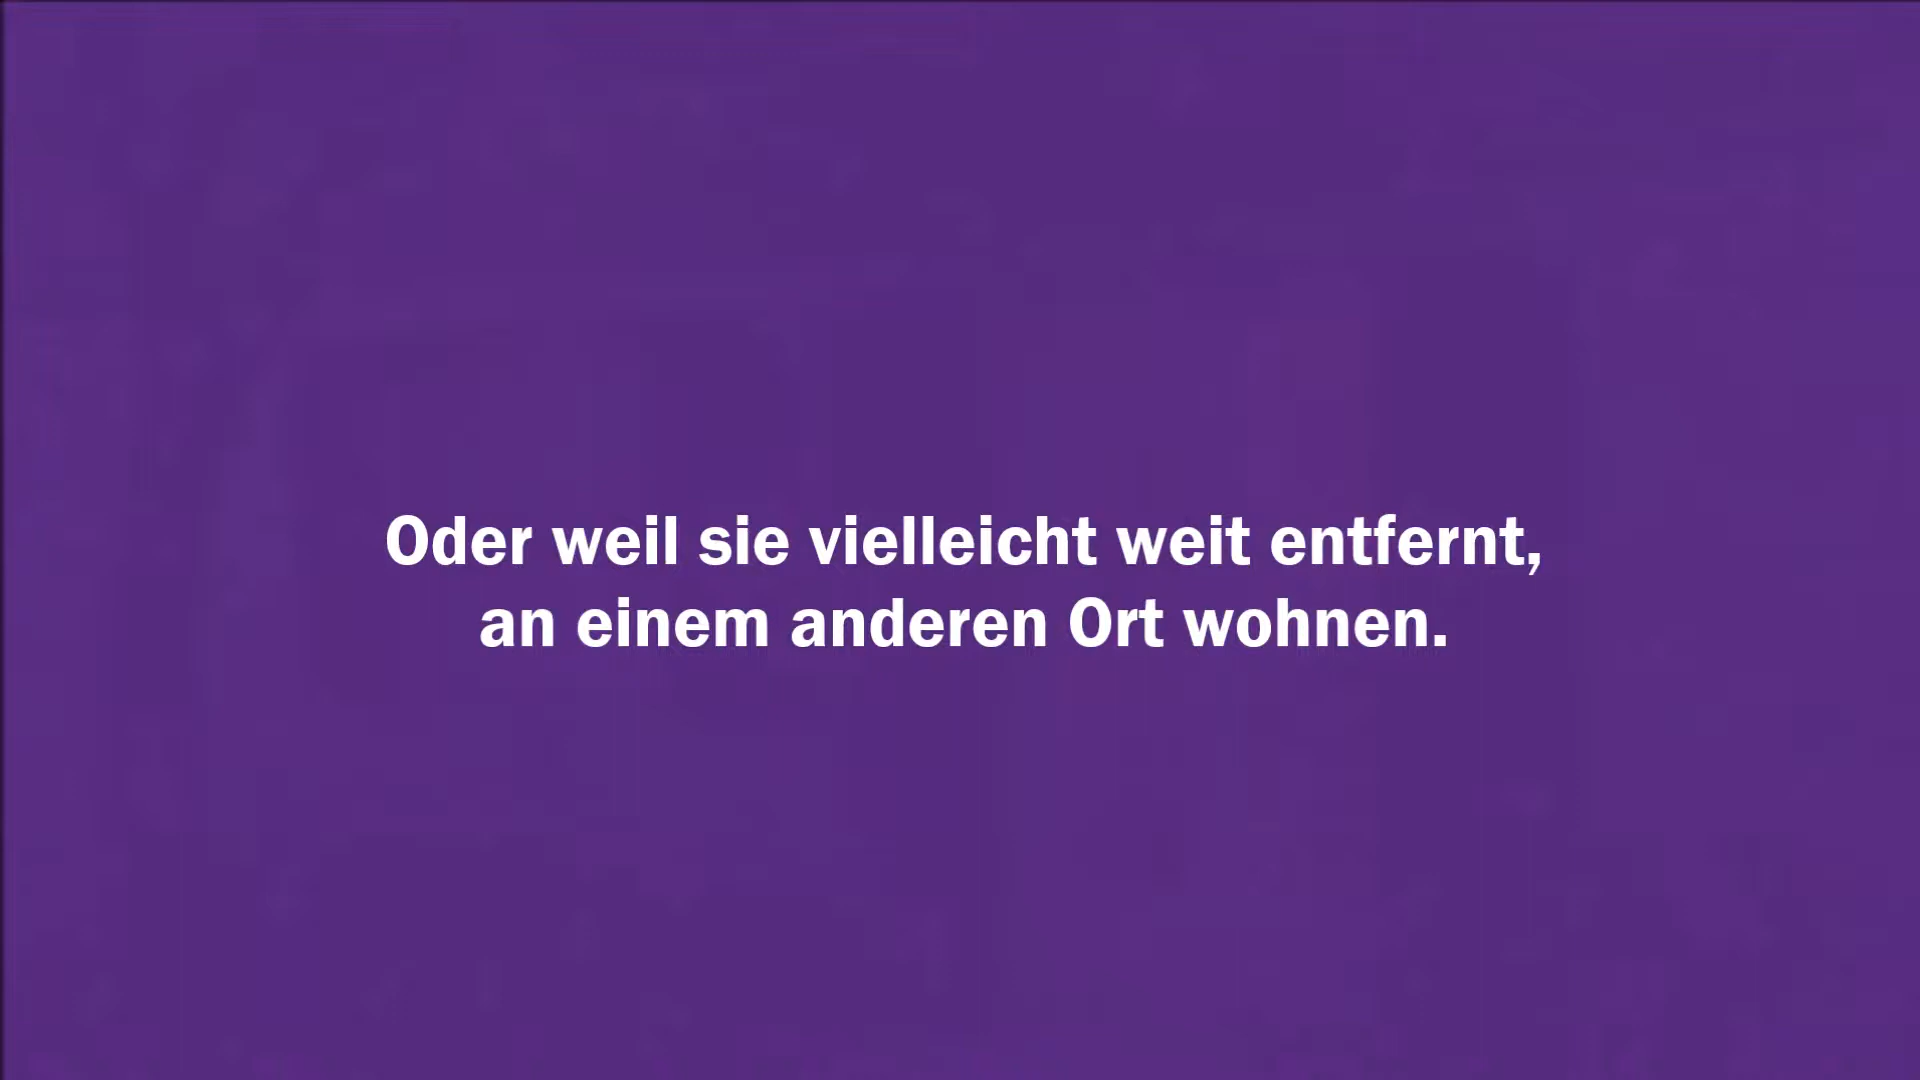 Oder weil sie vielleicht weit entfernt,
an einem anderen Ort wohnen.